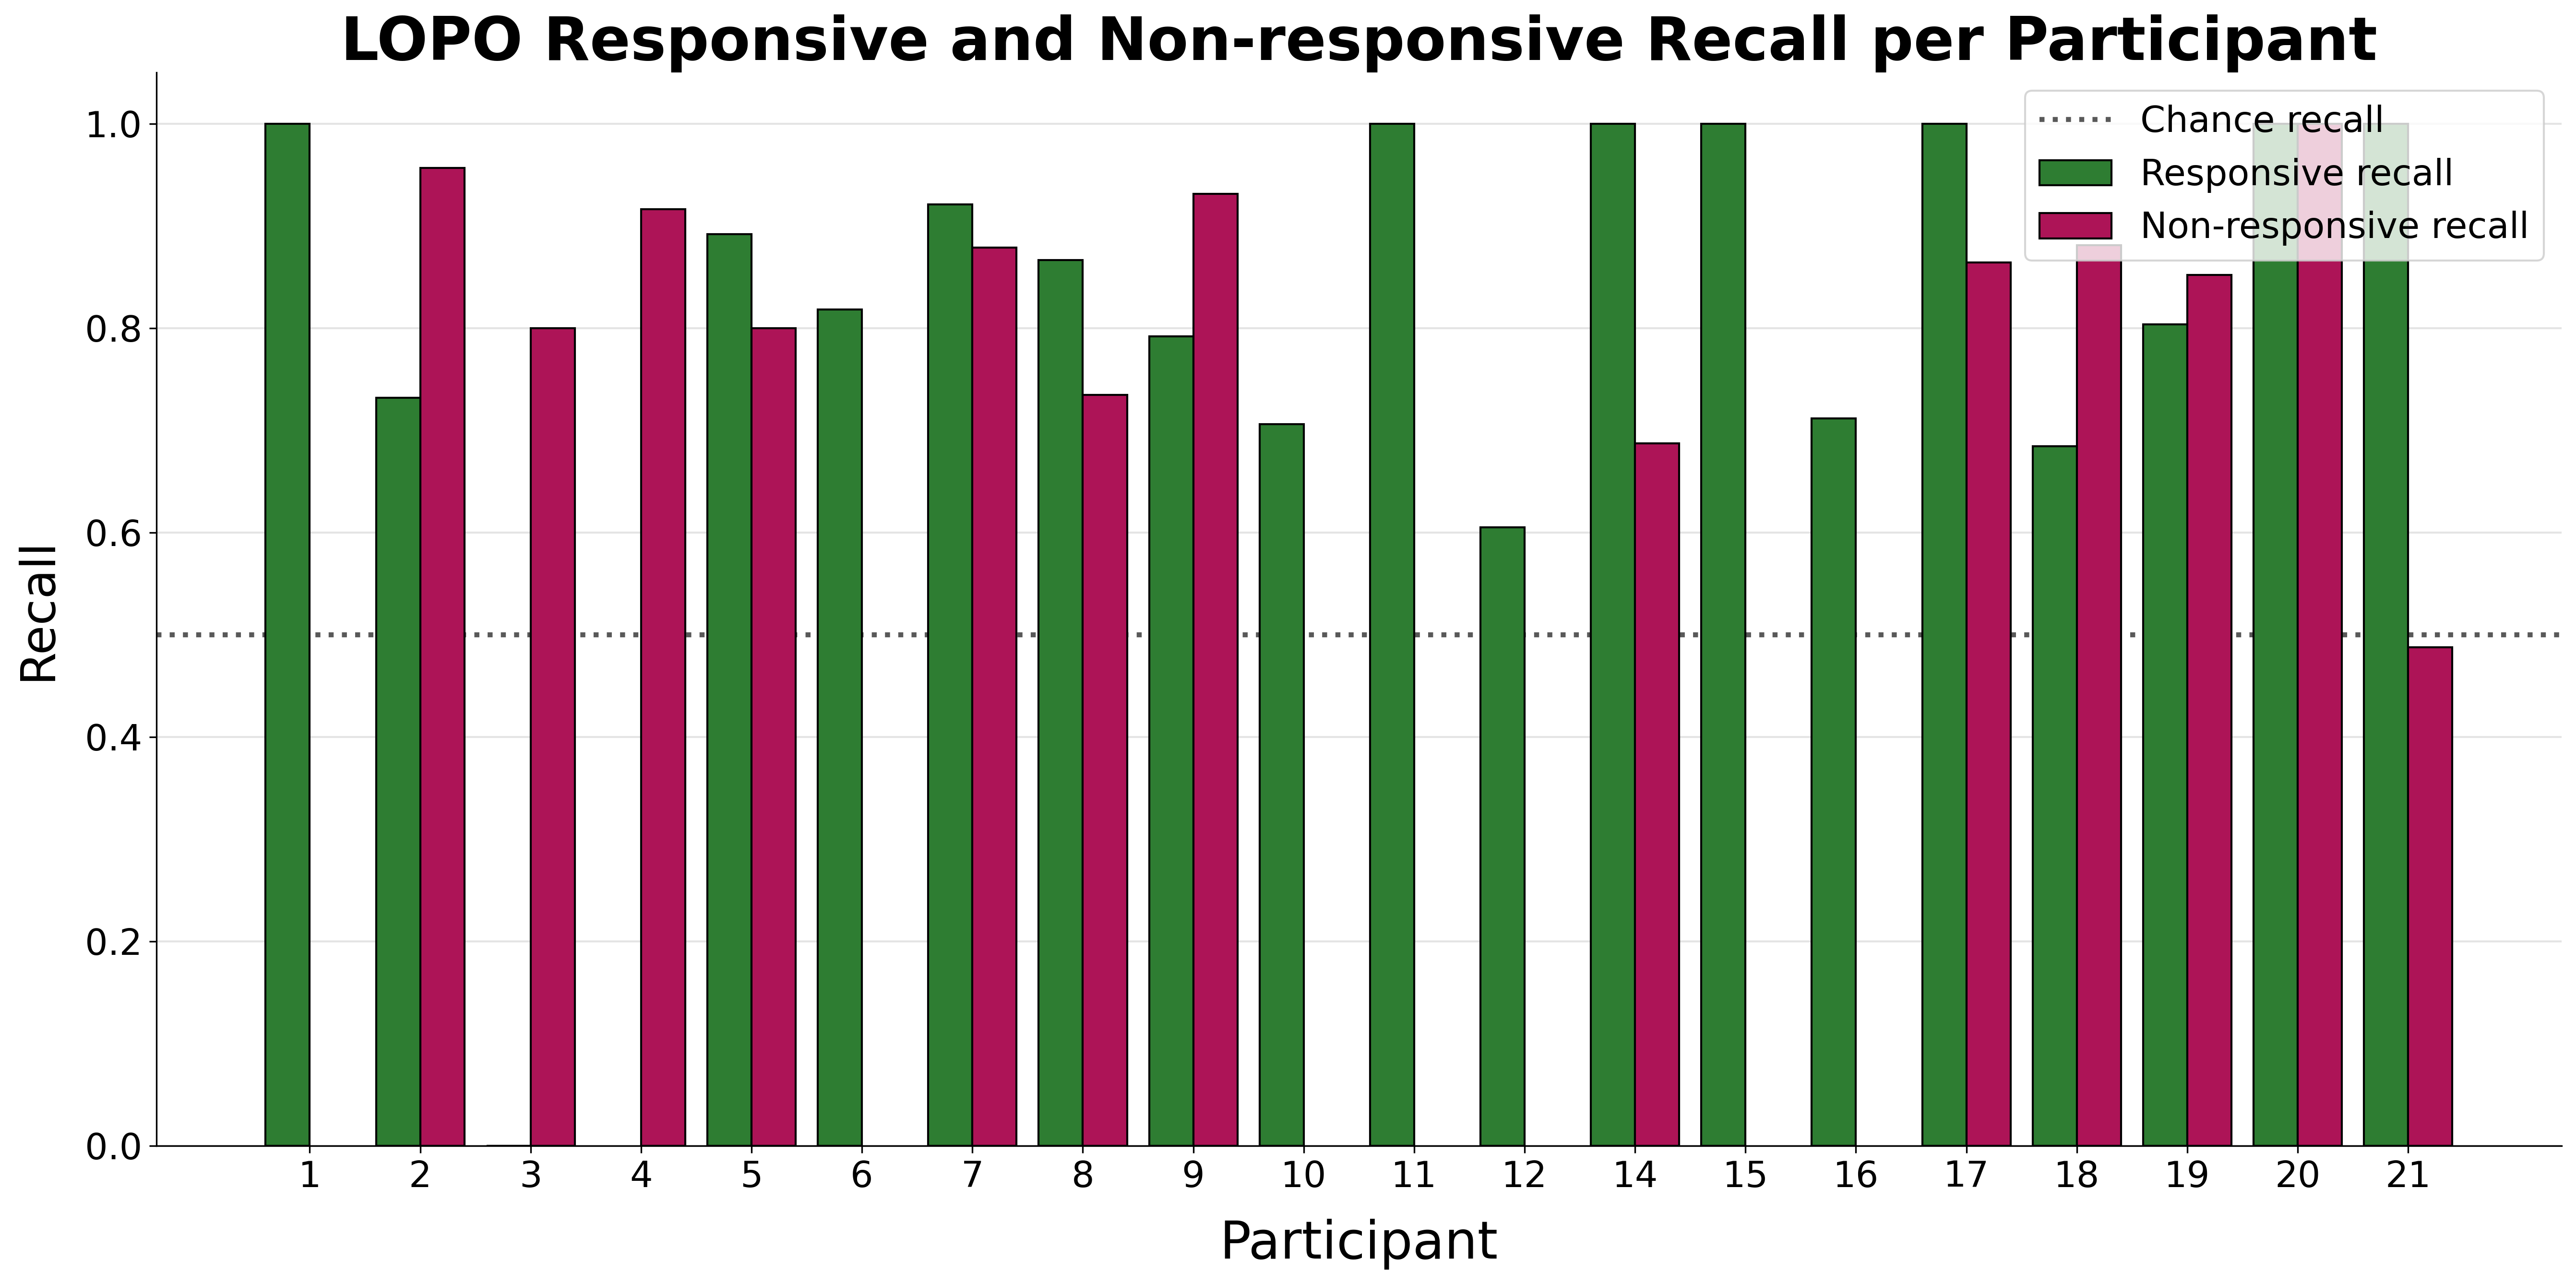 LOPO Responsive and Non-responsive Recall per Participant
Chance recall
Responsive recall
Non-responsive recall
Recall
1.0
0.8
0.6
0.4
0.2
0.0
1 2 3 4 5 6 7 8 9 10 11 12 14 15 16 17 18 19 20 21
Participant